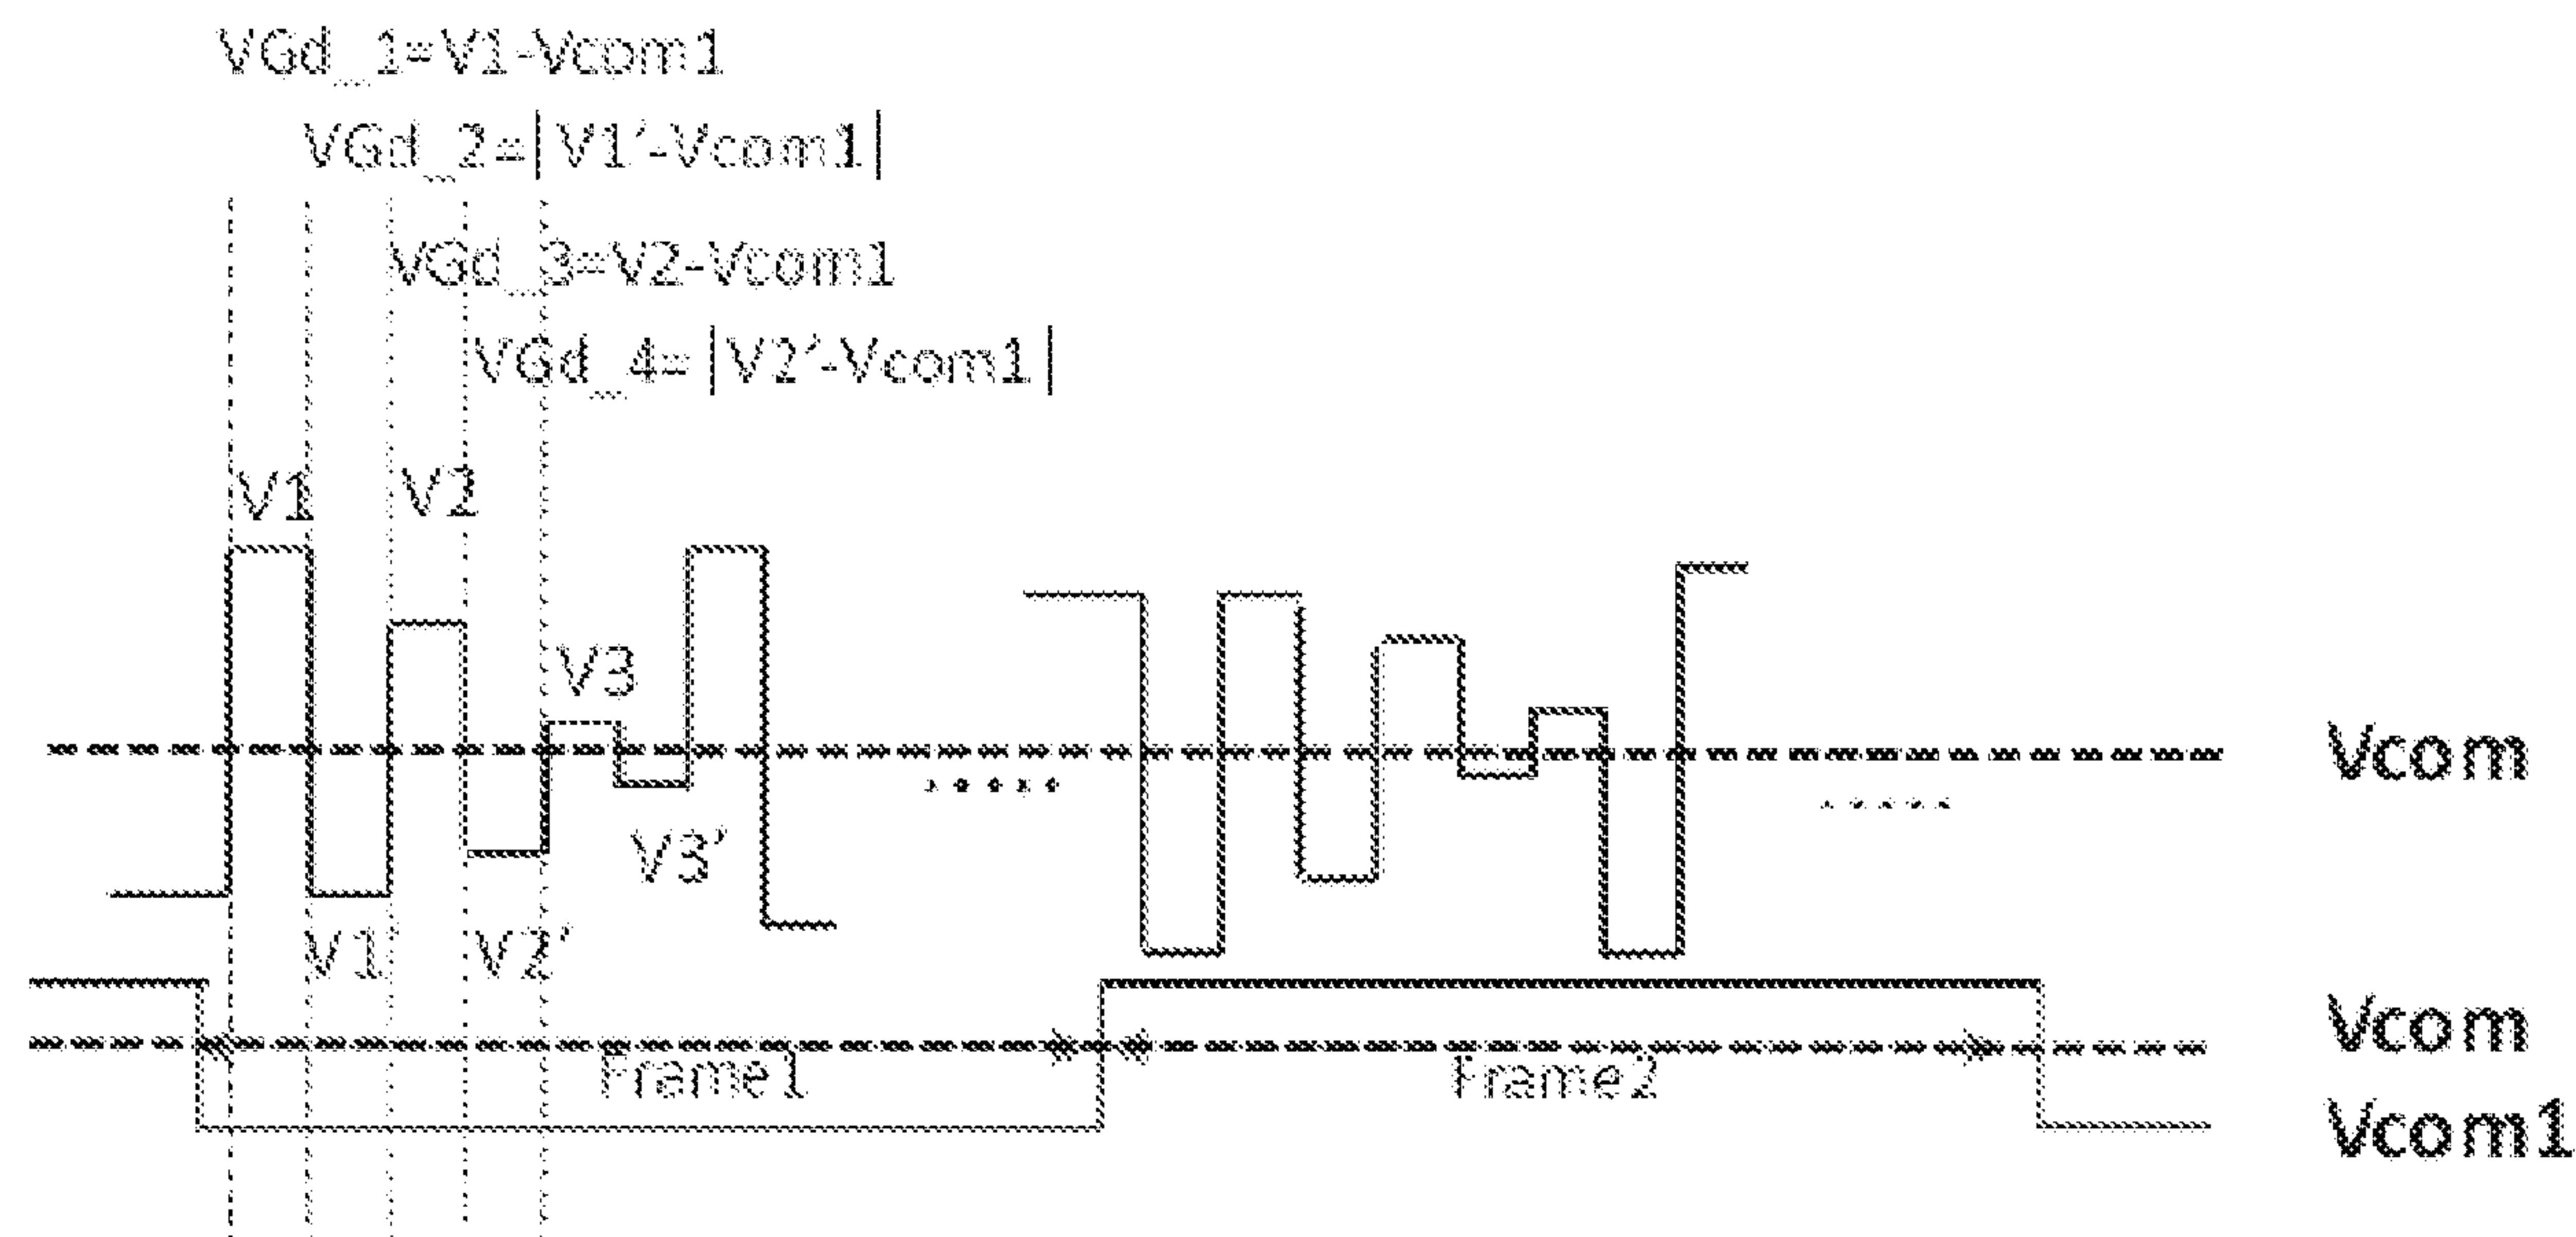 VGd_1=V1-Vcom1
VGd_2=|V1′-Vcom1|
VGd_3=V2-Vcom1
VGd_4=|V2′-Vcom1|
V1
V2
V3
Vcom
V3′
V1′
V2′
Vcom
Frame1
Frame2
Vcom1